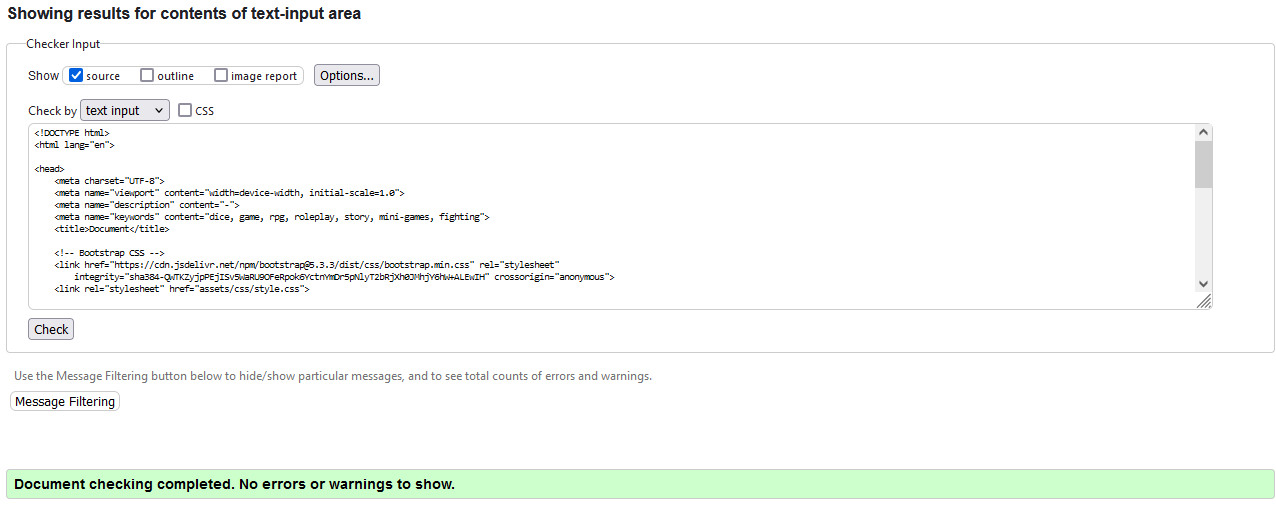 Showing results for contents of text-input area
Checker Input
Show source outline image report Options...
Check by text input CSS
<!DOCTYPE html>
<html lang="en">
<head>
<meta charset="UTF-8">
<meta name="viewport" content="width=device-width, initial-scale=1.0">
<meta name="description" content="-">
<meta name="keywords" content="dice, game, rpg, roleplay, story, mini-games, fighting">
<title>Document</title>
<!-- Bootstrap CSS -->
<link href="https://cdn.jsdelivr.net/npm/bootstrap@5.3.3/dist/css/bootstrap.min.css" rel="stylesheet"
integrity="sha384-QWTKZyjpPEjISv5WaRU9OFeRpok6YctnYmDr5pNlyT2bRjXh0JMhjY6hW+ALEwIH" crossorigin="anonymous">
<link rel="stylesheet" href="assets/css/style.css">
Check
Use the Message Filtering button below to hide/show particular messages, and to see total counts of errors and warnings.
Message Filtering
Document checking completed. No errors or warnings to show.